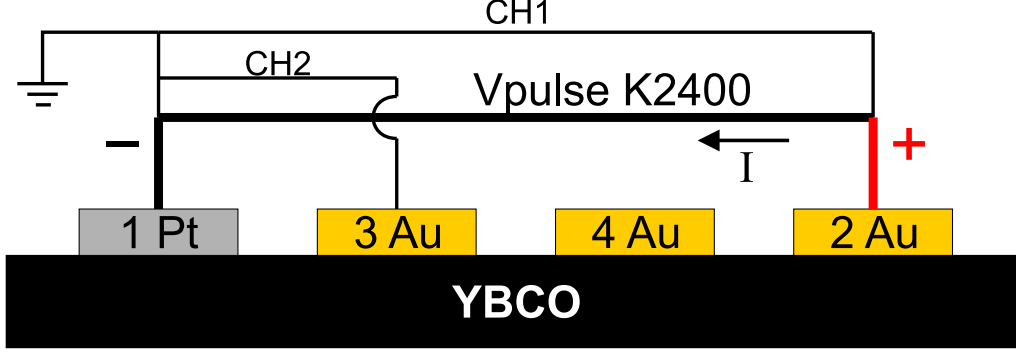 CH1
CH2
Vpulse K2400
I
− +
1 Pt 3 Au 4 Au 2 Au
YBCO